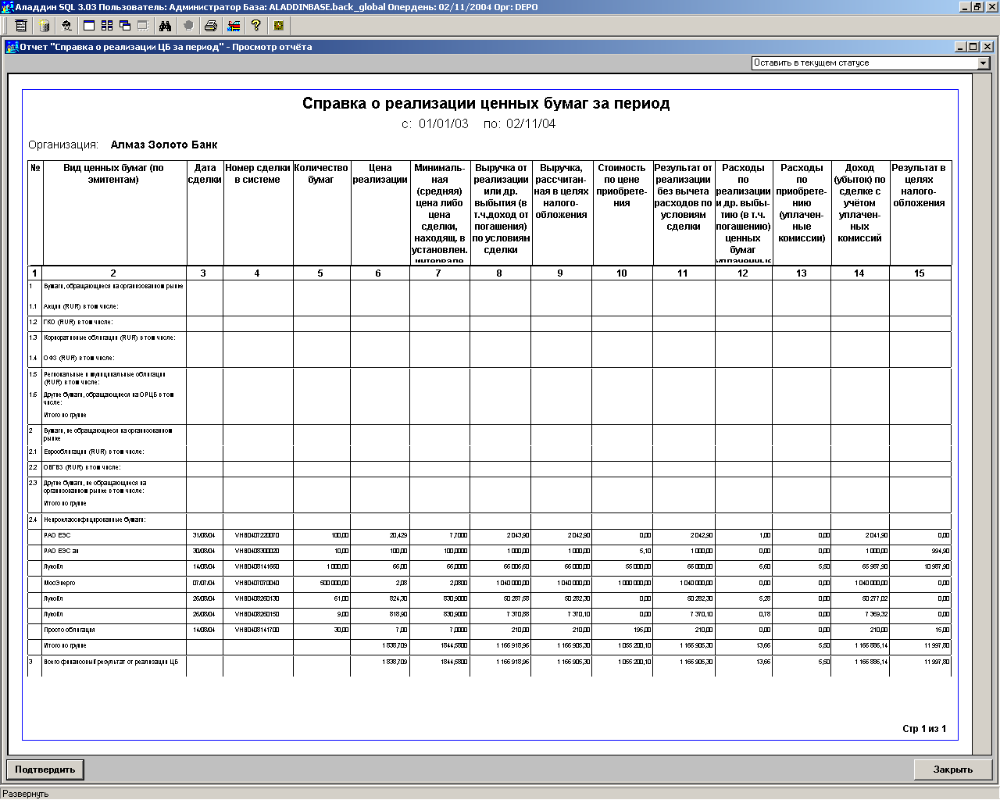 Аладдин SQL 3.03 Пользователь: Администратор База: ALADDINBASE.back_global Опердень: 02/11/2004 Орг: DEPO
Отчет "Справка о реализации ЦБ за период" - Просмотр отчёта
Оставить в текущем статусе
Справка о реализации ценных бумаг за период
с: 01/01/03 по: 02/11/04
Организация: Алмаз Золото Банк
№ Вид ценных бумаг (по эмитентам) Дата сделки Номер сделки в системе Количество бумаг Цена реализации Минималь-ная (средняя) цена либо цена сделки, находящ. в установлен. интервале Выручка от реализации или др. выбытия (в т.ч.доход от погашения) по условиям сделки Выручка, рассчитан-ная в целях налого-обложения Стоимость по цене приобрете-ния Результат от реализации без вычета расходов по условиям сделки Расходы по реализации и др. выбы-тию (в т.ч. погашению) ценных бумаг уплаченные Расходы по приобрете-нию (уплачен-ные комиссии) Доход (убыток) по сделке с учётом уплачен-ных комиссий Результат в целях налого-обложения
1 2 3 4 5 6 7 8 9 10 11 12 13 14 15
1 Бумаги, обращающиеся на организованном рынке
1.1 Акции (RUR) в том числе:
1.2 ГКО (RUR) в том числе:
1.3 Корпоративные облигации (RUR) в том числе:
1.4 ОФЗ (RUR) в том числе:
1.5 Региональные и муниципальные облигации
(RUR) в том числе:
1.6 Другие бумаги, обращающиеся на ОРЦБ в том
числе:
Итого по группе
2 Бумаги, не обращающиеся на организованном
рынке
2.1 Еврооблигации (RUR) в том числе:
2.2 ОВГВЗ (RUR) в том числе:
2.3 Другие бумаги, не обращающиеся на
организованном рынке в том числе:
Итого по группе
2.4 Непроклассифицированные бумаги:
РАО ЕЭС 31/08/04 VHB0407220070 100,00 20,429 7,7000 2 043,90 2 042,90 0,00 2 042,90 1,00 0,00 2 041,90 0,00
РАО ЕЭС ап 30/08/04 VHB0408300020 10,00 100,00 100,0000 1 000,00 1 000,00 5,10 1 000,00 0,00 0,00 1 000,00 994,90
Лукойл 14/08/04 VHB0408141660 1 000,00 66,00 66,0000 66 006,60 66 000,00 55 000,00 66 000,00 6,60 5,50 65 987,90 10 987,90
МосЭнерго 07/07/04 VHB0407070040 500 000,00 2,08 2,0800 1 040 000,00 1 040 000,00 1 000 000,00 1 040 000,00 0,00 0,00 1 040 000,00 0,00
Лукойл 26/08/04 VHB0408260130 61,00 824,30 830,9000 50 287,58 50 282,30 0,00 50 282,30 5,28 0,00 50 277,02 0,00
Лукойл 26/08/04 VHB0408260150 9,00 818,90 830,9000 7 370,88 7 370,10 0,00 7 370,10 0,78 0,00 7 369,32 0,00
Просто облигация 14/08/04 VHB0408141700 30,00 7,00 7,0000 210,00 210,00 195,00 210,00 0,00 0,00 210,00 15,00
Итого по группе 1 838,709 1844,5800 1 166 918,96 1 166 905,30 1 055 200,10 1 166 905,30 13,66 5,50 1 166 886,14 11 997,80
3 Всего финансовый результат от реализации ЦБ 1 838,709 1844,5800 1 166 918,96 1 166 905,30 1 055 200,10 1 166 905,30 13,66 5,50 1 166 886,14 11 997,80
Стр 1 из 1
Подтвердить Закрыть
Развернуть